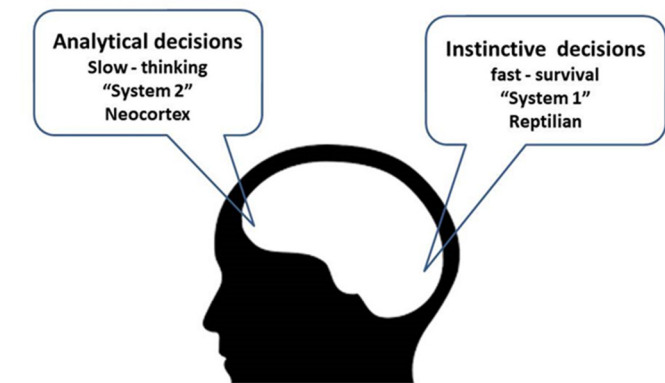 Analytical decisions
Slow - thinking
“System 2”
Neocortex
Instinctive decisions
fast - survival
“System 1”
Reptilian